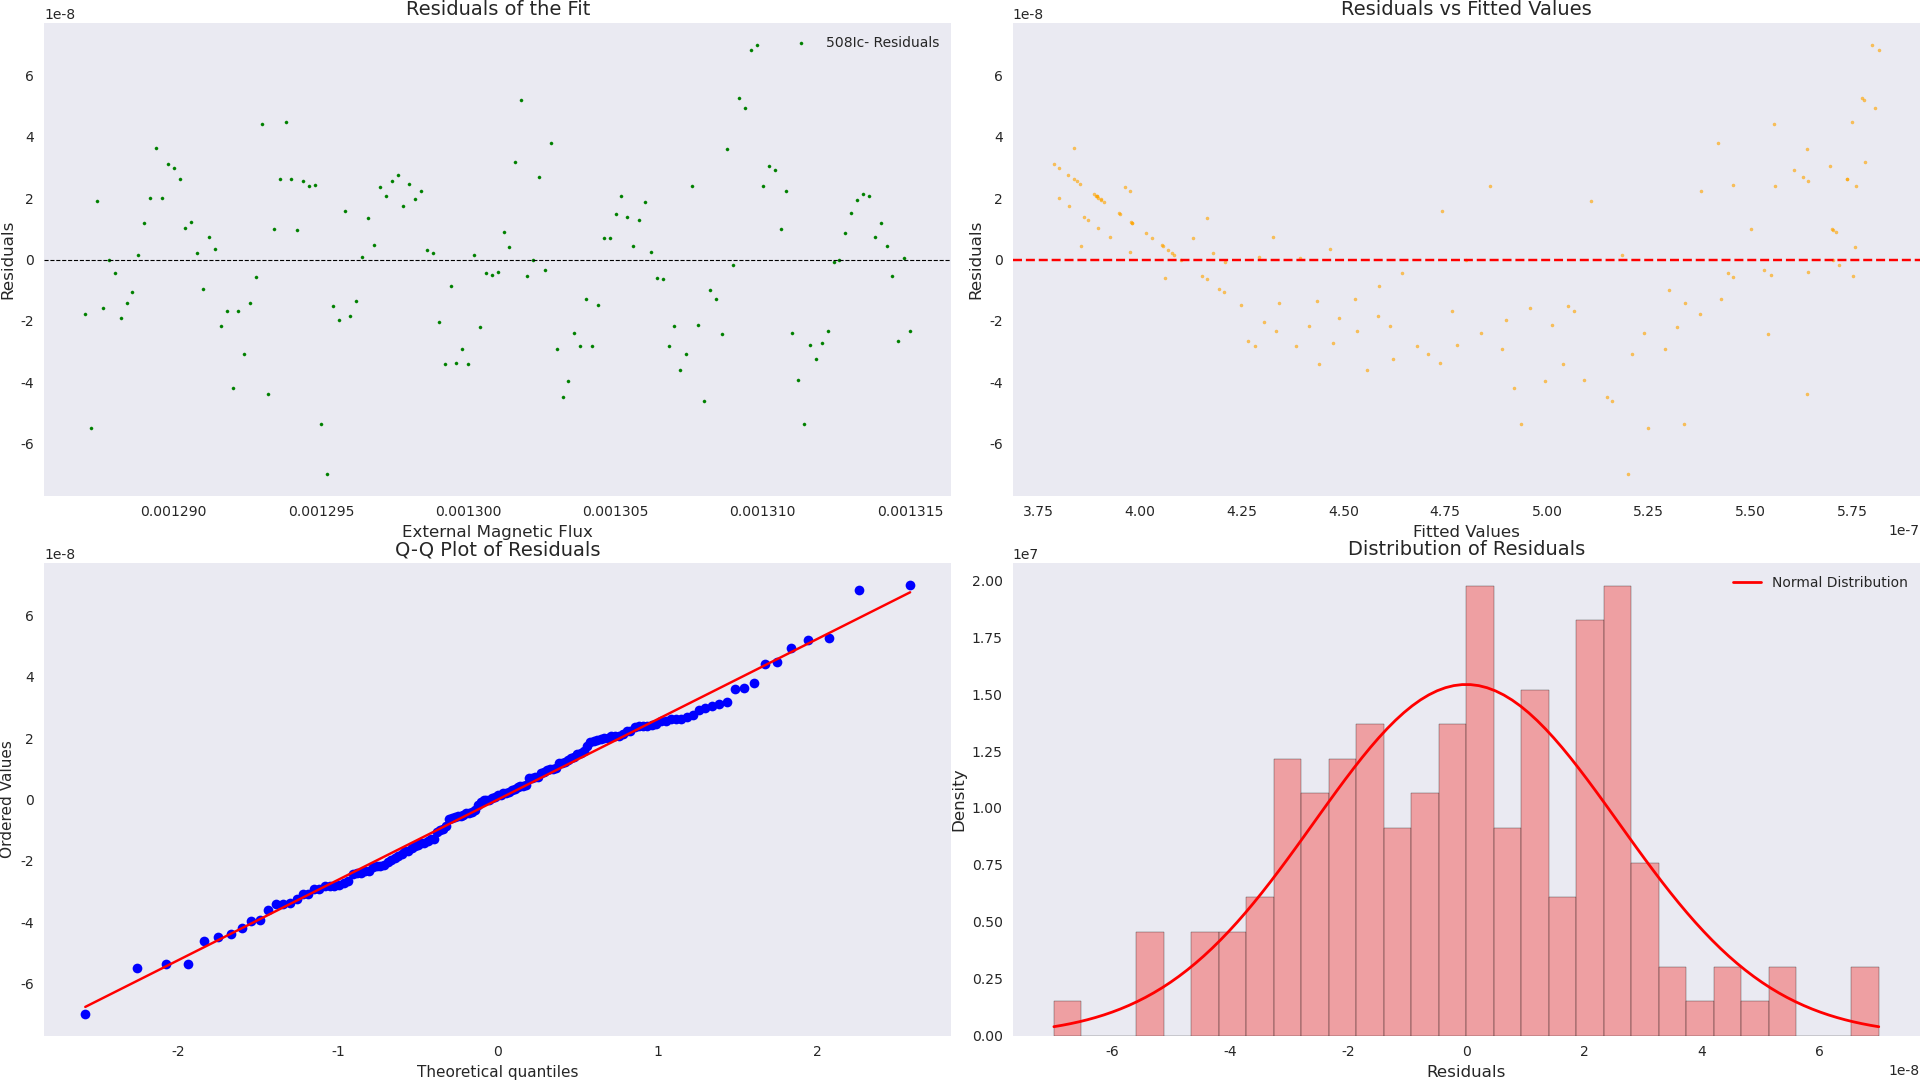 Residuals of the Fit
1e-8
508Ic- Residuals
6
4
2
0
-2
-4
-6
Residuals
0.001290 0.001295 0.001300 0.001305 0.001310 0.001315
External Magnetic Flux
Residuals vs Fitted Values
1e-8
6
4
2
0
-2
-4
-6
Residuals
3.75 4.00 4.25 4.50 4.75 5.00 5.25 5.50 5.75
1e-7
Fitted Values
Q-Q Plot of Residuals
1e-8
6
4
2
0
-2
-4
-6
Ordered Values
-2 -1 0 1 2
Theoretical quantiles
Distribution of Residuals
1e7
Normal Distribution
2.00
1.75
1.50
1.25
1.00
0.75
0.50
0.25
0.00
Density
-6 -4 -2 0 2 4 6
1e-8
Residuals